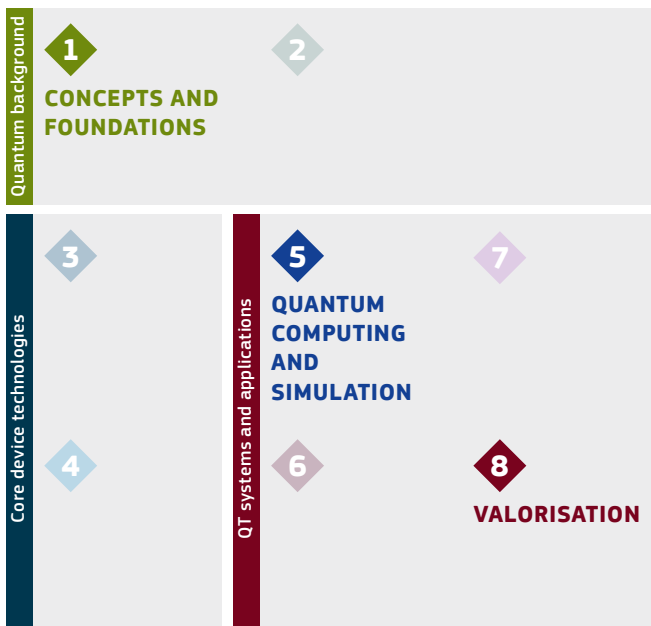 Quantum background
1
2
CONCEPTS AND
FOUNDATIONS
Core device technologies
3
QT systems and applications
5
7
QUANTUM
COMPUTING
AND
SIMULATION
4
6
8
VALORISATION